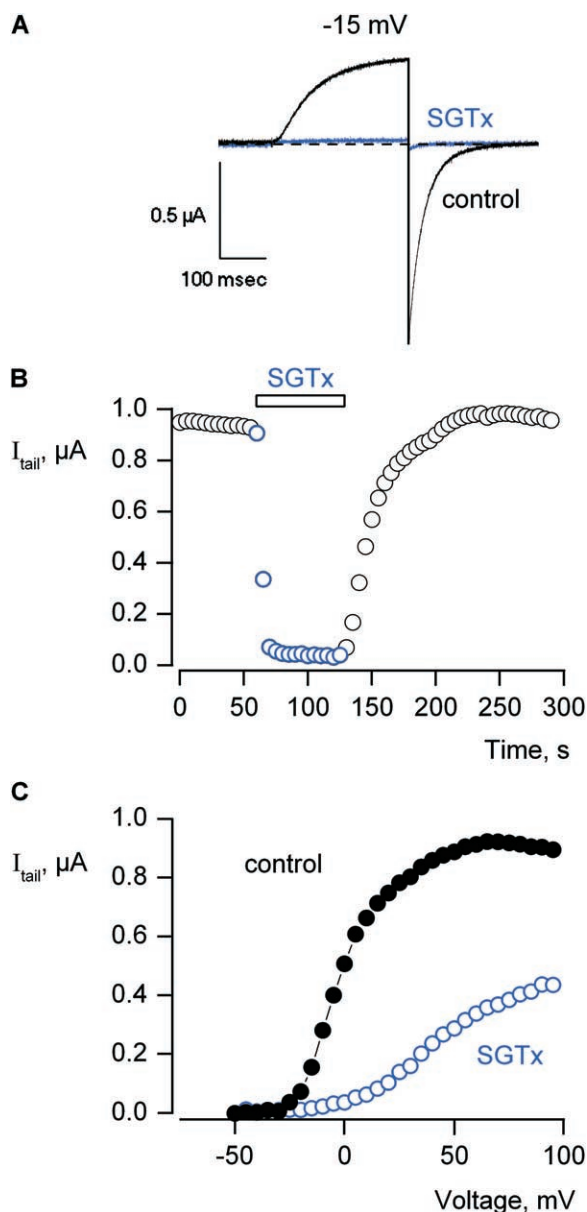 A
-15 mV
SGTx
control
0.5 µA
100 msec
B
SGTx
Itail, µA
1.0
0.8
0.6
0.4
0.2
0.0
0 50 100 150 200 250 300
Time, s
C
Itail, µA
1.0
0.8
0.6
0.4
0.2
0.0
control
SGTx
-50 0 50 100
Voltage, mV